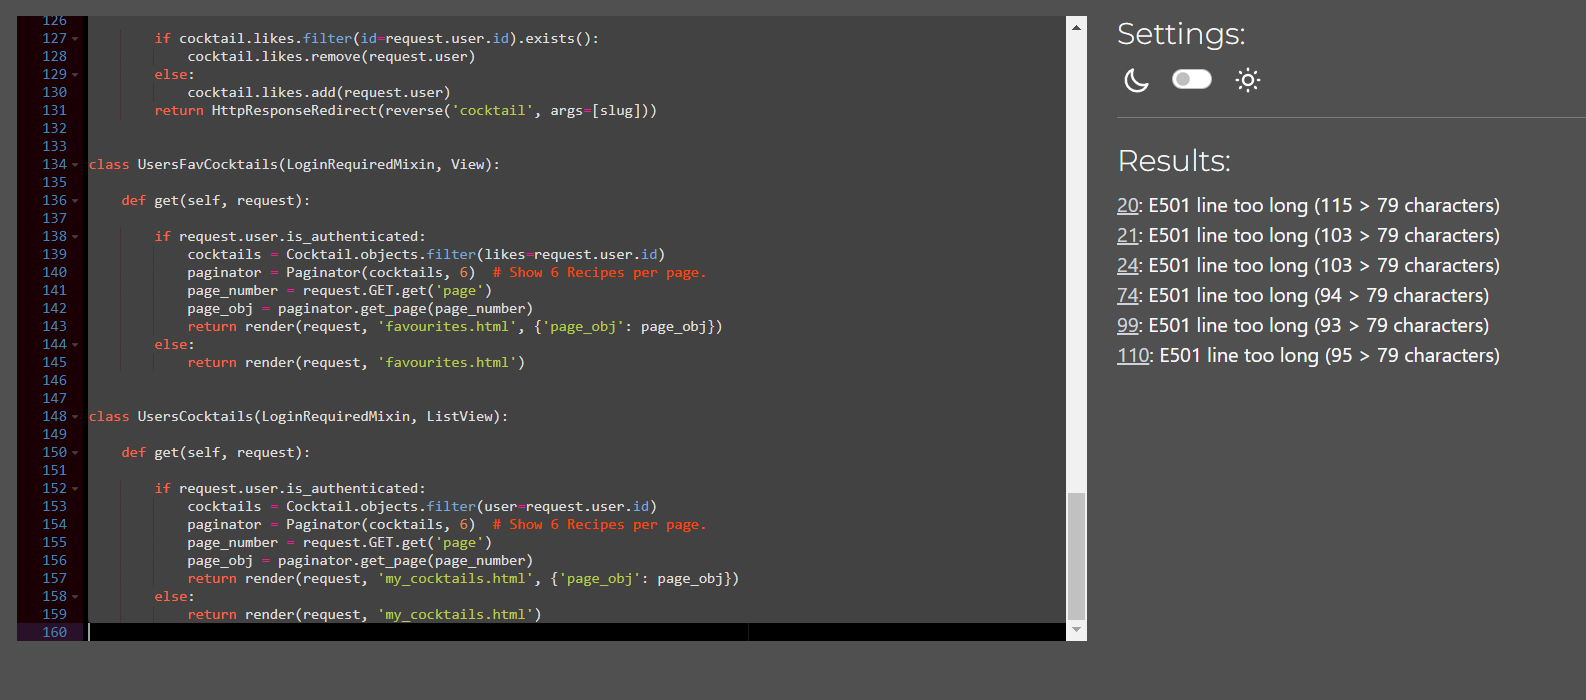 126
127 if cocktail.likes.filter(id=request.user.id).exists():
128 cocktail.likes.remove(request.user)
129 else:
130 cocktail.likes.add(request.user)
131 return HttpResponseRedirect(reverse('cocktail', args=[slug]))
132
133
134 class UsersFavCocktails(LoginRequiredMixin, View):
135
136 def get(self, request):
137
138 if request.user.is_authenticated:
139 cocktails = Cocktail.objects.filter(likes=request.user.id)
140 paginator = Paginator(cocktails, 6)  # Show 6 Recipes per page.
141 page_number = request.GET.get('page')
142 page_obj = paginator.get_page(page_number)
143 return render(request, 'favourites.html', {'page_obj': page_obj})
144 else:
145 return render(request, 'favourites.html')
146
147
148 class UsersCocktails(LoginRequiredMixin, ListView):
149
150 def get(self, request):
151
152 if request.user.is_authenticated:
153 cocktails = Cocktail.objects.filter(user=request.user.id)
154 paginator = Paginator(cocktails, 6)  # Show 6 Recipes per page.
155 page_number = request.GET.get('page')
156 page_obj = paginator.get_page(page_number)
157 return render(request, 'my_cocktails.html', {'page_obj': page_obj})
158 else:
159 return render(request, 'my_cocktails.html')
160
Settings:
Results:
20: E501 line too long (115 > 79 characters)
21: E501 line too long (103 > 79 characters)
24: E501 line too long (103 > 79 characters)
74: E501 line too long (94 > 79 characters)
99: E501 line too long (93 > 79 characters)
110: E501 line too long (95 > 79 characters)